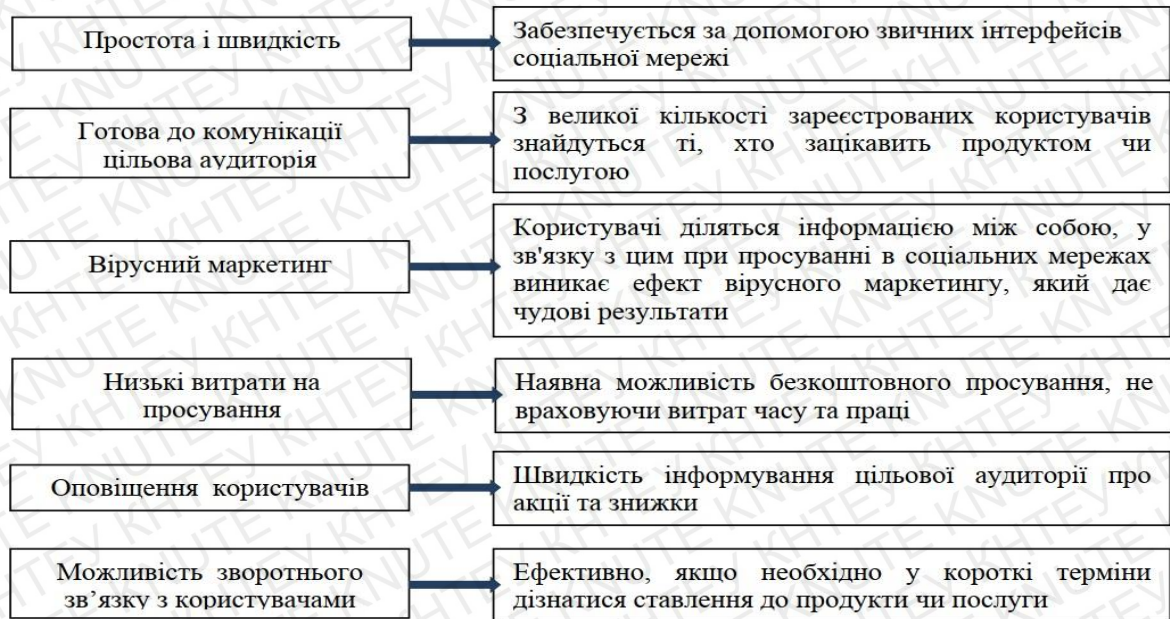 Простота і швидкість
Забезпечується за допомогою звичних інтерфейсів
соціальної мережі
Готова до комунікації
цільова аудиторія
З великої кількості зареєстрованих користувачів
знайдуться ті, хто зацікавить продуктом чи
послугою
Вірусний маркетинг
Користувачі діляться інформацією між собою, у
зв'язку з цим при просуванні в соціальних мережах
виникає ефект вірусного маркетингу, який дає
чудові результати
Низькі витрати на
просування
Наявна можливість безкоштовного просування, не
враховуючи витрат часу та праці
Оповіщення користувачів
Швидкість інформування цільової аудиторії про
акції та знижки
Можливість зворотнього
зв’язку з користувачами
Ефективно, якщо необхідно у короткі терміни
дізнатися ставлення до продукти чи послуги